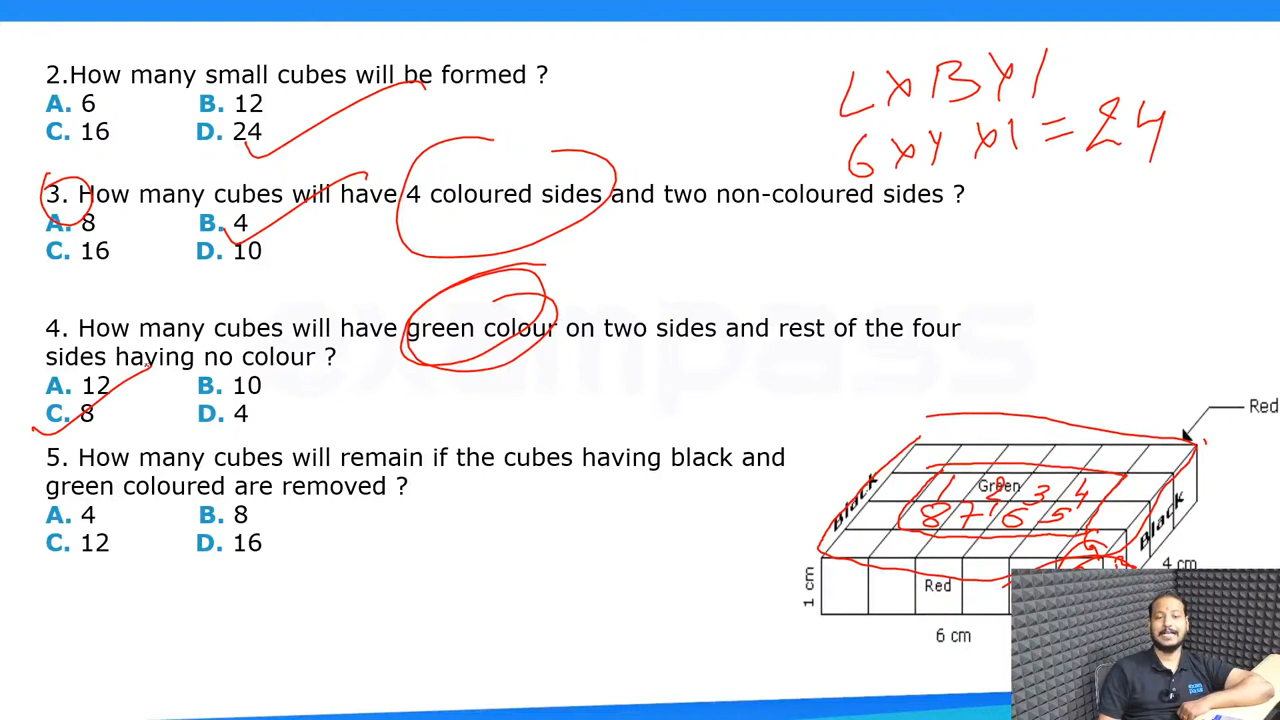 2.How many small cubes will be formed ?
A. 6 B. 12
C. 16 D. 24
L x B x 1
6 x 4 x 1 = 24
3. How many cubes will have 4 coloured sides and two non-coloured sides ?
A. 8 B. 4
C. 16 D. 10
4. How many cubes will have green colour on two sides and rest of the four
sides having no colour ?
A. 12 B. 10
C. 8 D. 4
5. How many cubes will remain if the cubes having black and
green coloured are removed ?
A. 4 B. 8
C. 12 D. 16
exampass
Red
Green
1 2 3 4
8 7 6 5
Black
Black
G
1 cm
Red
4 cm
6 cm
exam
pass